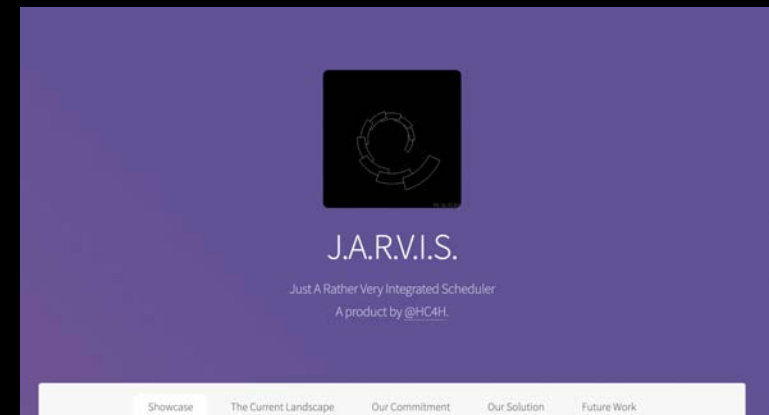 J.A.R.V.I.S.
Just A Rather Very Integrated Scheduler
A product by @HC4H.
Showcase
The Current Landscape
Our Commitment
Our Solution
Future Work